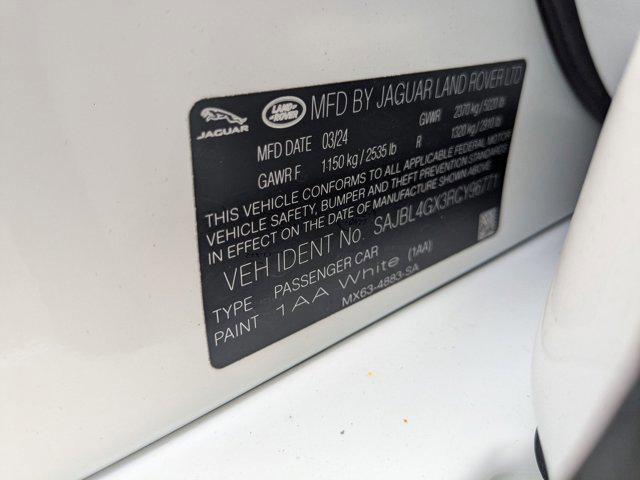 JAGUAR
LAND-
-ROVER
MFD BY JAGUAR LAND ROVER LTD
MFD DATE 03/24 GVWR 2370 kg / 5220 lb
GAWR F 1150 kg / 2535 lb R 1320 kg / 2910 lb
THIS VEHICLE CONFORMS TO ALL APPLICABLE FEDERAL MOTOR
VEHICLE SAFETY, BUMPER AND THEFT PREVENTION STANDARDS
IN EFFECT ON THE DATE OF MANUFACTURE SHOWN ABOVE.
VEH IDENT No. SAJBL4GX3RCY96771
TYPE PASSENGER CAR
PAINT 1AA White (1AA)
MX63-4883-SA